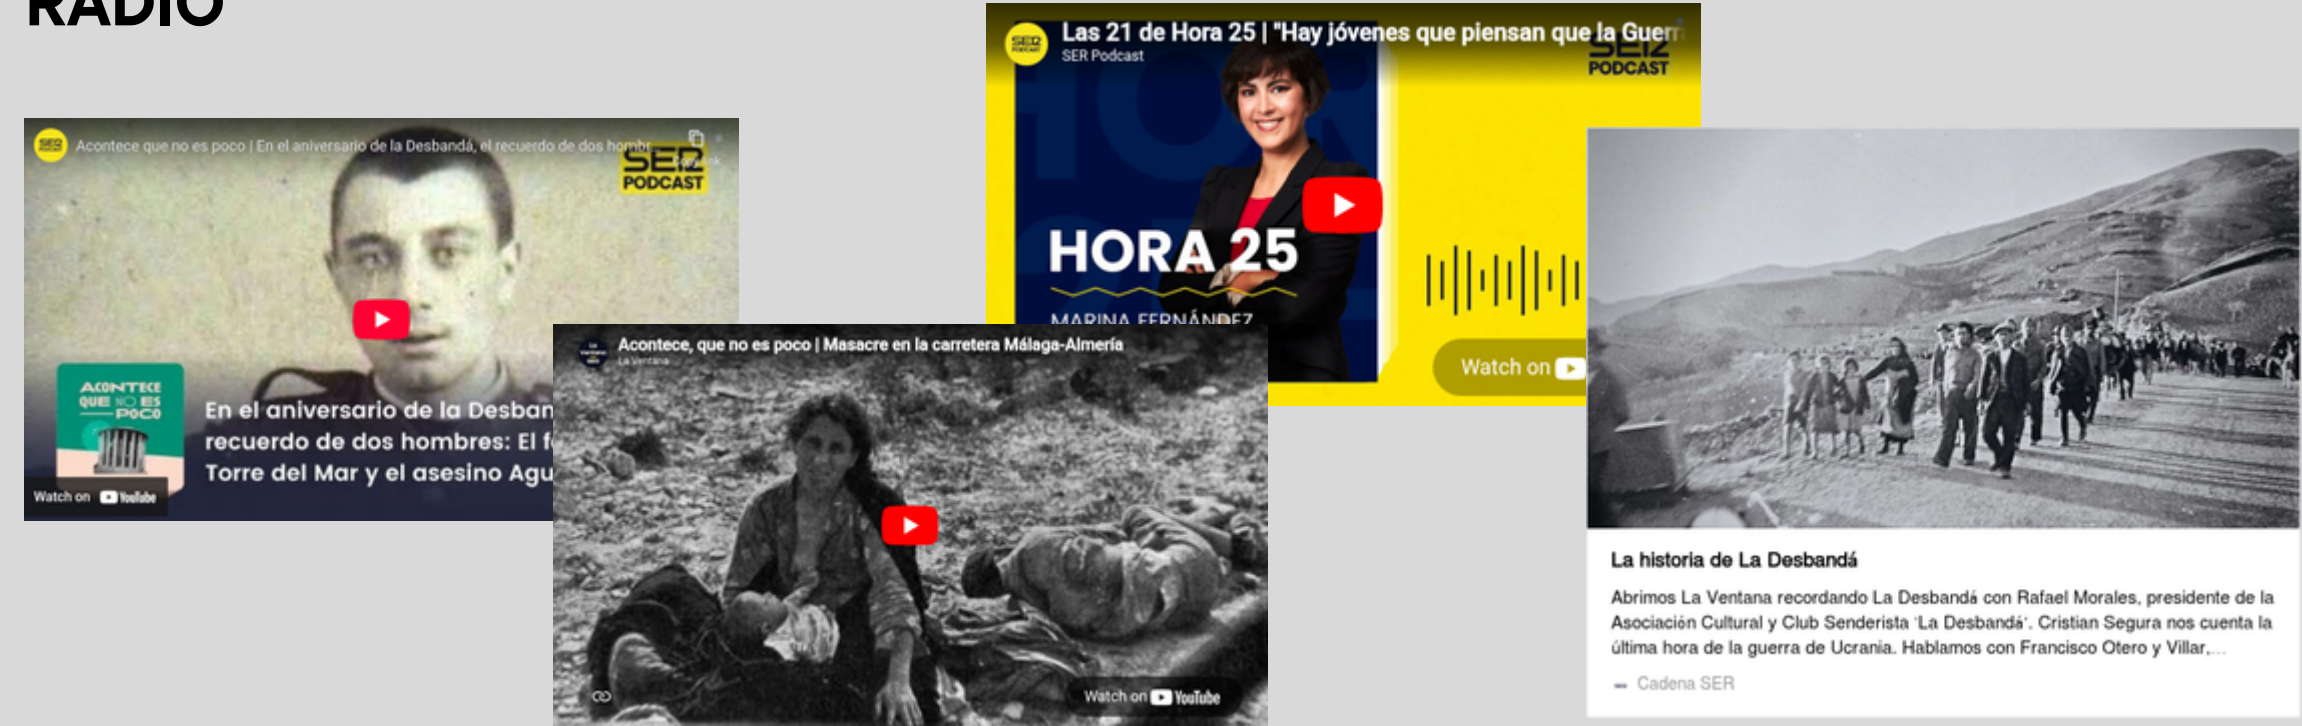 RADIO
Acontece que no es poco | En el aniversario de la Desbandá, el recuerdo de dos hombr...
SER
PODCAST
ACONTECE
QUE NO ES
POCO
En el aniversario de la Desban
recuerdo de dos hombres: El f
Torre del Mar y el asesino Agu
Watch on YouTube
Acontece, que no es poco | Masacre en la carretera Málaga-Almería
La Ventana
Watch on YouTube
Las 21 de Hora 25 | "Hay jóvenes que piensan que la Guerr
SER Podcast
SER
PODCAST
HORA 25
MARINA FERNÁNDEZ
Watch on
La historia de La Desbandá
Abrimos La Ventana recordando La Desbandá con Rafael Morales, presidente de la
Asociación Cultural y Club Senderista 'La Desbandá'. Cristian Segura nos cuenta la
última hora de la guerra de Ucrania. Hablamos con Francisco Otero y Villar,...
Cadena SER